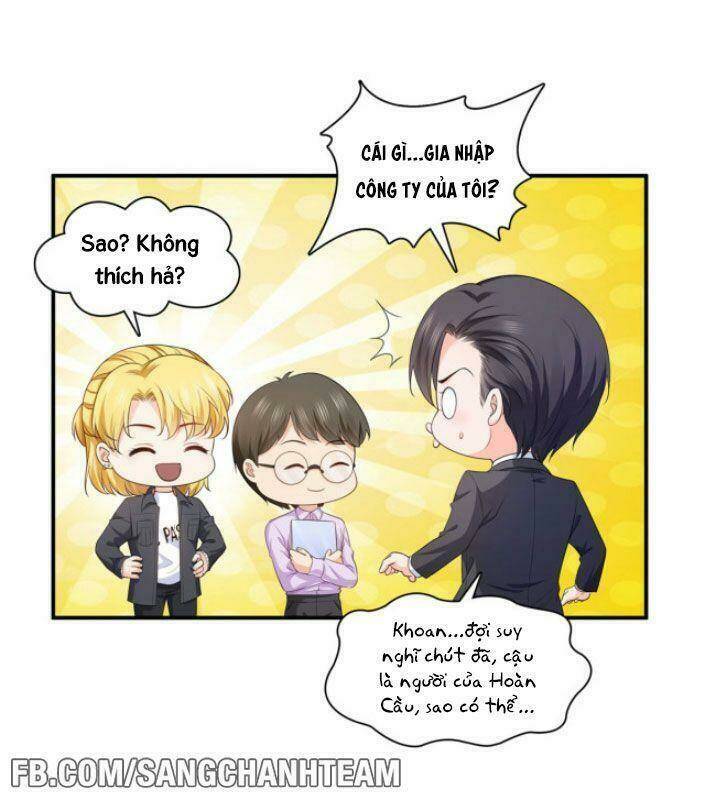 CÁI GÌ...GIA NHẬP
CÔNG TY CỦA TÔI?
Sao? Không
thích hả?
PAS
Khoan...đợi suy
nghĩ chút đã, cậu
là người của Hoàn
Cầu, sao có thể...
FB.COM/SANGCHANHTEAM